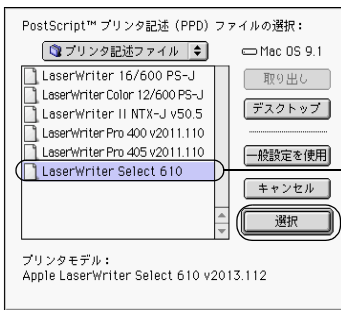 PostScript™ プリンタ記述（PPD）ファイルの選択：
プリンタ記述ファイル
Mac OS 9.1
LaserWriter 16/600 PS-J
取り出し
LaserWriter Color 12/600 PS-J
LaserWriter II NTX-J v50.5
デスクトップ
LaserWriter Pro 400 v2011.110
LaserWriter Pro 405 v2011.110
一般設定を使用
LaserWriter Select 610
キャンセル
選択
プリンタモデル：
Apple LaserWriter Select 610 v2013.112